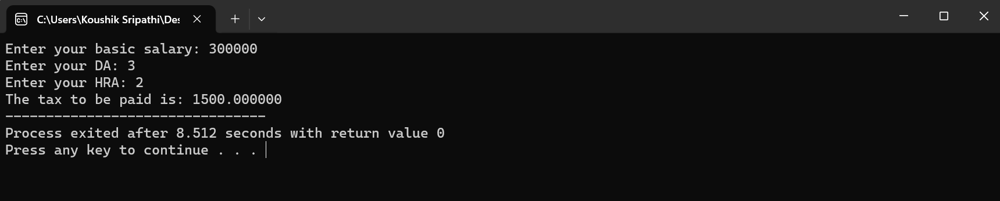 C:\Users\Koushik Sripathi\Des
Enter your basic salary: 300000
Enter your DA: 3
Enter your HRA: 2
The tax to be paid is: 1500.000000
--------------------------------
Process exited after 8.512 seconds with return value 0
Press any key to continue . . .